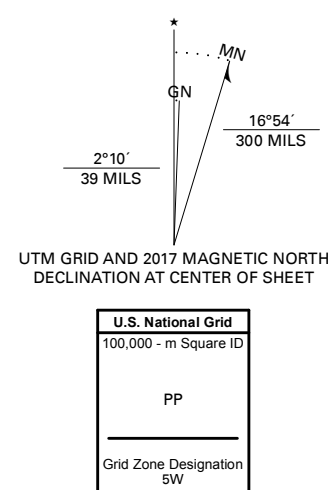 ★
MN
GN
16°54´
300 MILS
2°10´
39 MILS
UTM GRID AND 2017 MAGNETIC NORTH
DECLINATION AT CENTER OF SHEET
U.S. National Grid
100,000 - m Square ID
PP
Grid Zone Designation
5W